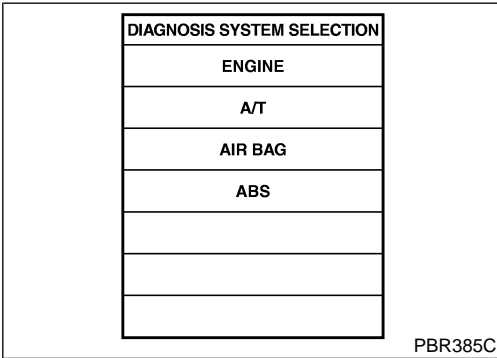 DIAGNOSIS SYSTEM SELECTION
ENGINE
A/T
AIR BAG
ABS
PBR385C